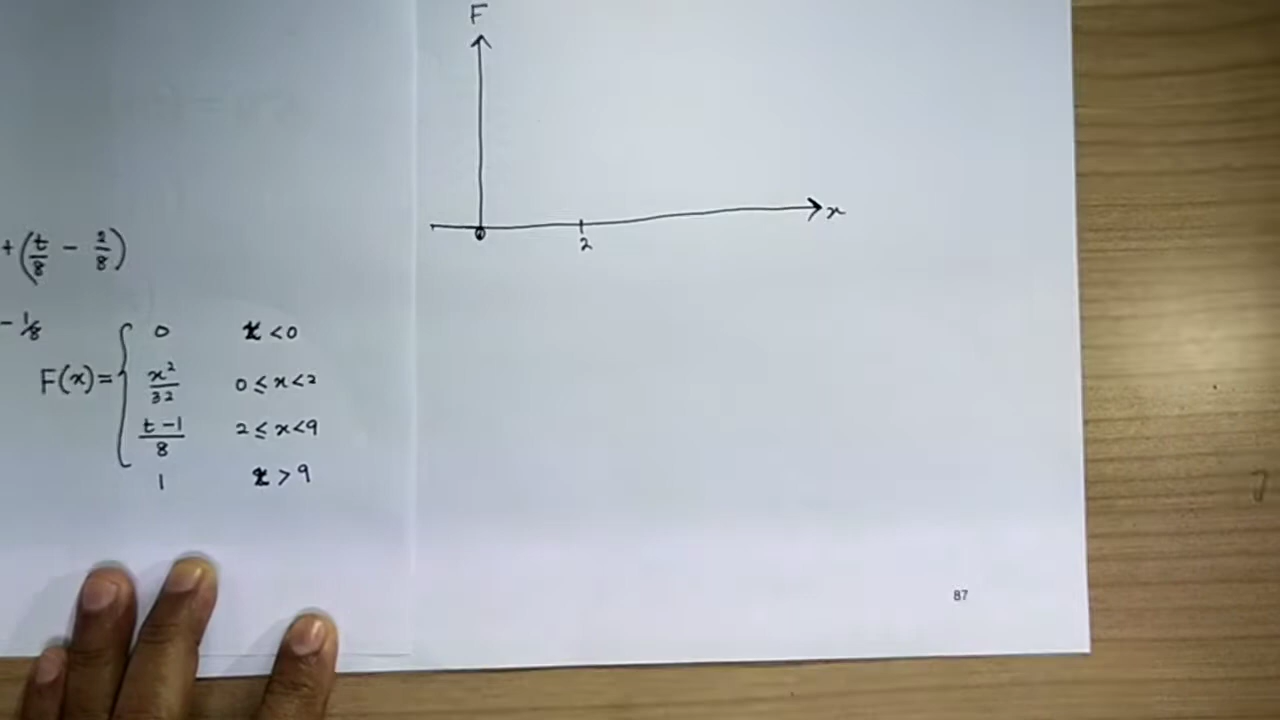 F
x
0
2
+ (t/8 - 2/8)
- 1/8
F(x) = { 0 x < 0
x²/32 0 ≤ x < 2
t - 1/8 2 ≤ x < 9
1 x > 9
87